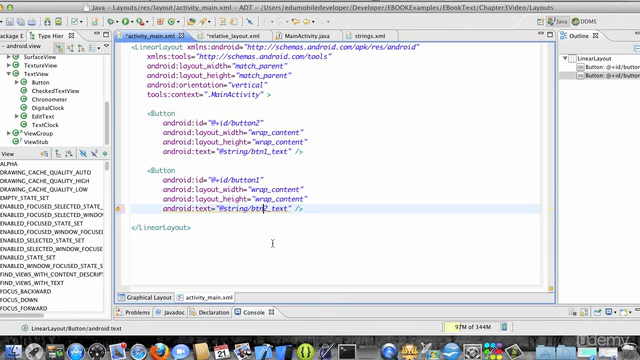 Java - Layouts/res/layout/activity_main.xml - ADT - /Users/edumobiledeveloper/Developer/EBOOKExamples/EBookText/Chapter3Video/Layouts
Java
DDMS
Type Hier
*activity_main.xml
*relative_layout.xml
MainActivity.java
strings.xml
Outline
android.view.
SurfaceView
TextureView
TextView
Button
CheckedTextView
Chronometer
DigitalClock
EditText
TextClock
ViewGroup
ViewStub
View
ALPHA
DRAWING_CACHE_QUALITY_AUTO
DRAWING_CACHE_QUALITY_HIGH
DRAWING_CACHE_QUALITY_LOW
EMPTY_STATE_SET
ENABLED_FOCUSED_SELECTED_STATE_
ENABLED_FOCUSED_SELECTED_WINDOW
ENABLED_FOCUSED_STATE_SET
ENABLED_FOCUSED_WINDOW_FOCUSED
ENABLED_SELECTED_STATE_SET
ENABLED_SELECTED_WINDOW_FOCUSED
ENABLED_STATE_SET
ENABLED_WINDOW_FOCUSED_STATE_SET
FIND_VIEWS_WITH_CONTENT_DESCRIPT
FIND_VIEWS_WITH_TEXT
FOCUS_BACKWARD
FOCUS_DOWN
FOCUS_FORWARD
<LinearLayout xmlns:android="http://schemas.android.com/apk/res/android"
xmlns:tools="http://schemas.android.com/tools"
android:layout_width="match_parent"
android:layout_height="match_parent"
android:orientation="vertical"
tools:context=".MainActivity" >
<Button
android:id="@+id/button2"
android:layout_width="wrap_content"
android:layout_height="wrap_content"
android:text="@string/btn1_text" />
<Button
android:id="@+id/button1"
android:layout_width="wrap_content"
android:layout_height="wrap_content"
android:text="@string/btn2_text" />
</LinearLayout>
LinearLayout
Button: @+id/button
Button: @+id/button
Graphical Layout
activity_main.xml
Problems
Javadoc
Declaration
Console
LinearLayout/Button/android:text
97M of 344M
udemy